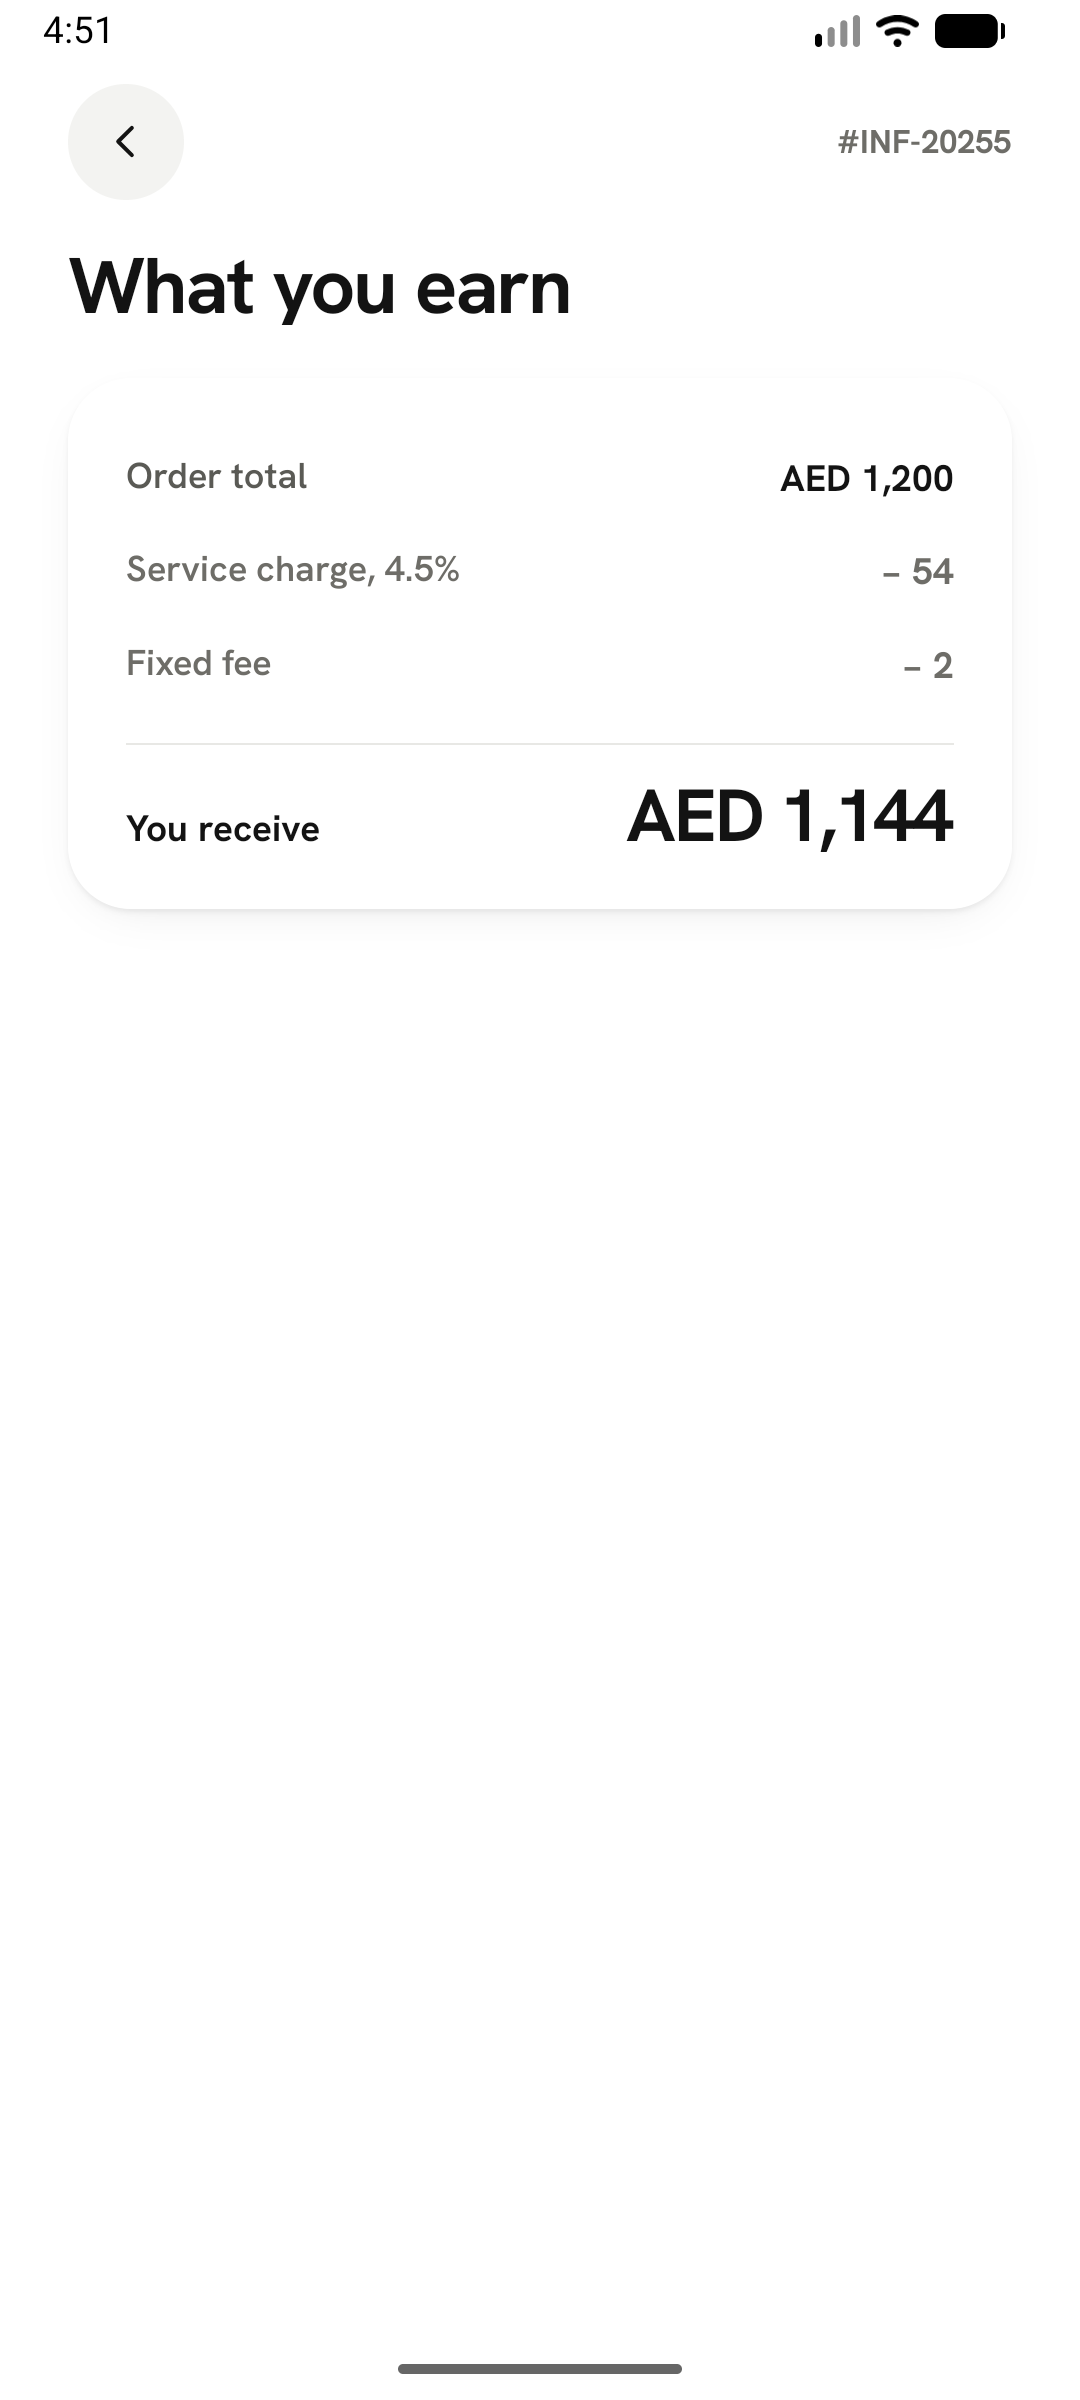 4:51
#INF-20255
What you earn
Order total AED 1,200
Service charge, 4.5% – 54
Fixed fee – 2
You receive AED 1,144